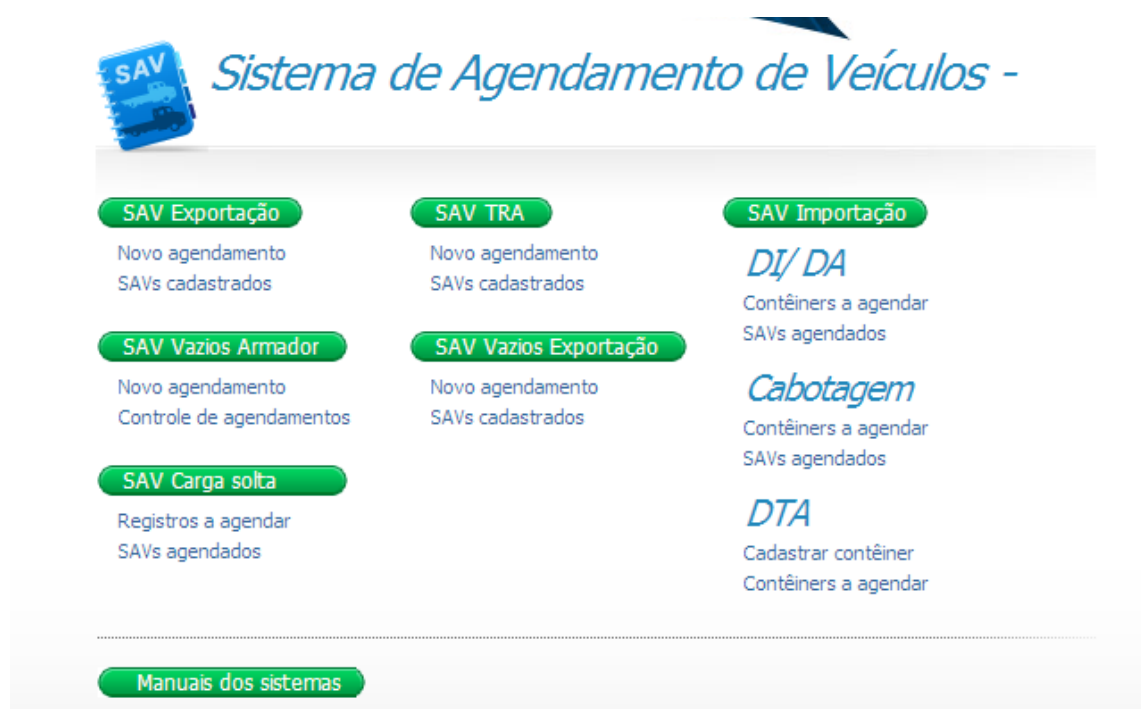 SAV
Sistema de Agendamento de Veículos -
SAV Exportação
Novo agendamento
SAVs cadastrados
SAV TRA
Novo agendamento
SAVs cadastrados
SAV Importação
DI/ DA
Contêiners a agendar
SAVs agendados
Cabotagem
Contêiners a agendar
SAVs agendados
DTA
Cadastrar contêiner
Contêiners a agendar
SAV Vazios Armador
Novo agendamento
Controle de agendamentos
SAV Vazios Exportação
Novo agendamento
SAVs cadastrados
SAV Carga solta
Registros a agendar
SAVs agendados
Manuais dos sistemas